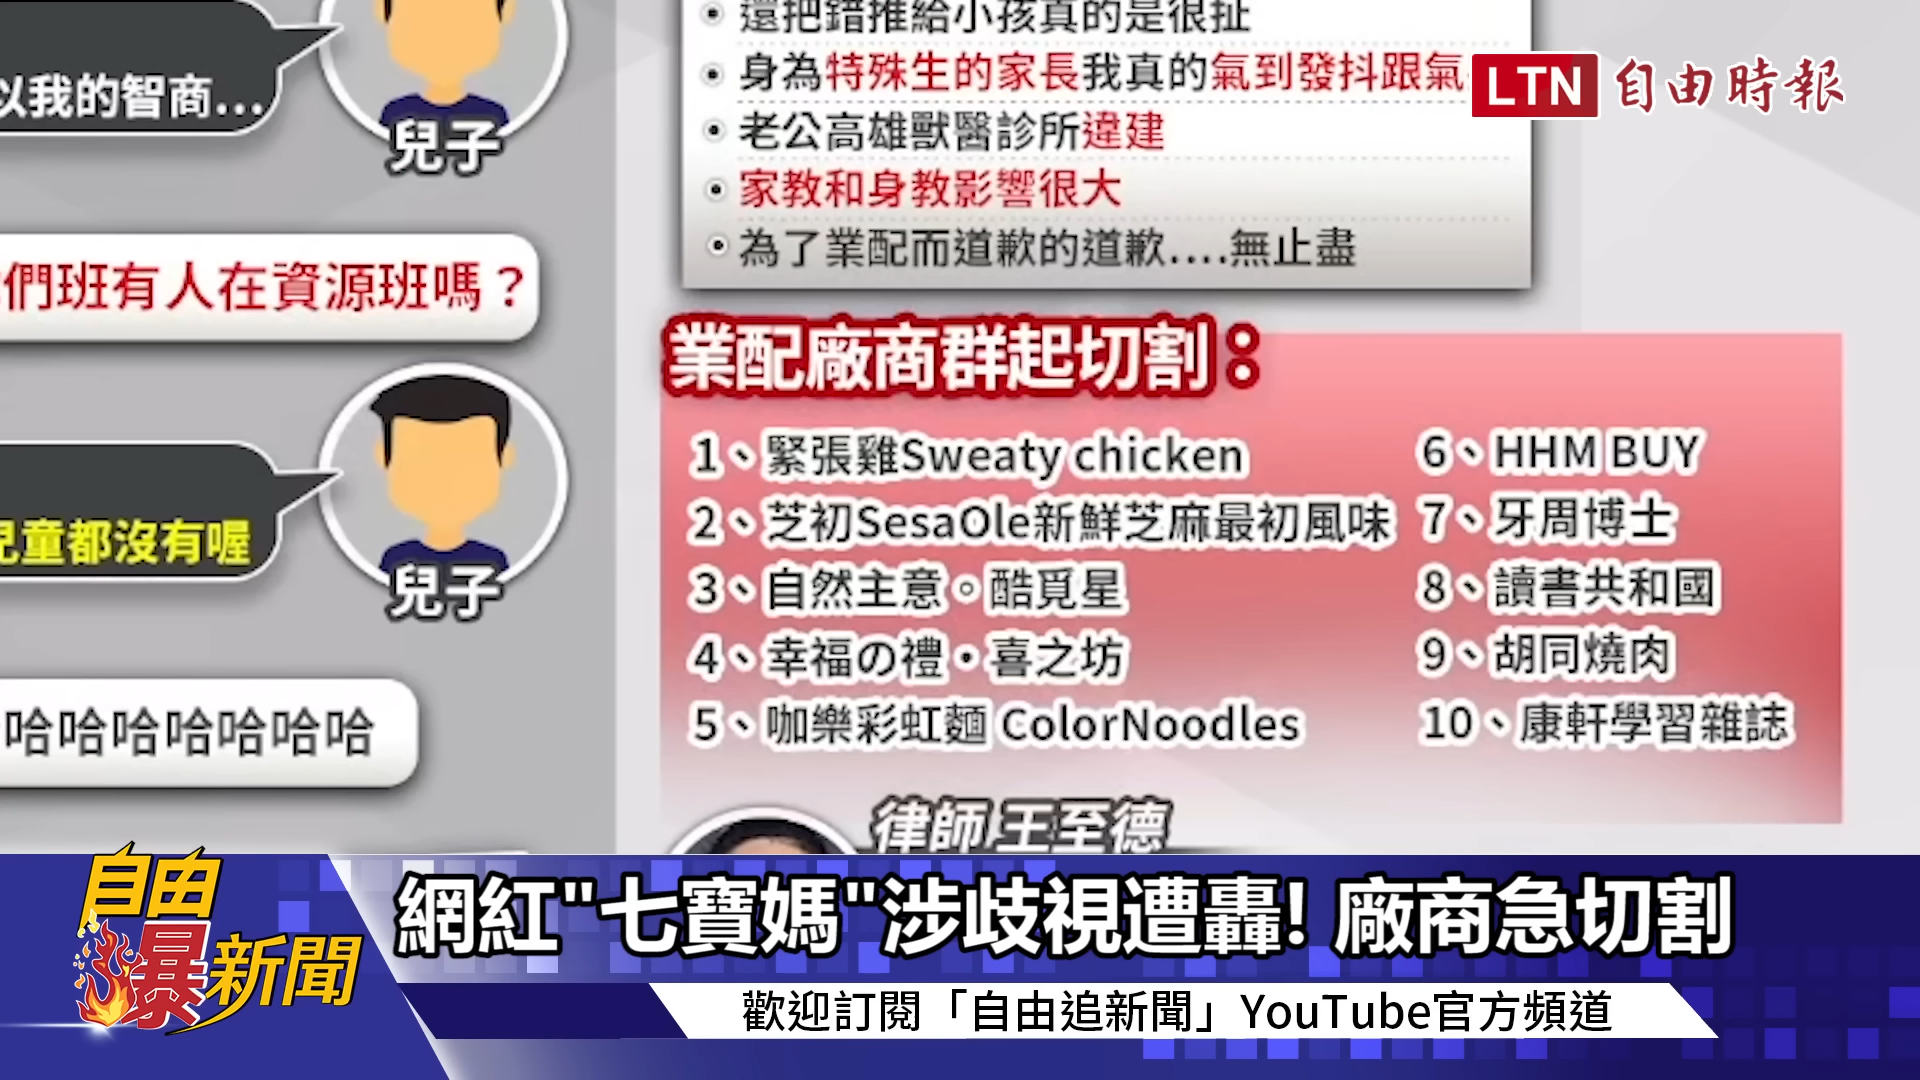 以我的智商...
兒子
們班有人在資源班嗎？
兒童都沒有喔
兒子
哈哈哈哈哈哈哈
還把錯推給小孩真的是很扯
身為特殊生的家長我真的氣到發抖跟氣
老公高雄獸醫診所違建
家教和身教影響很大
為了業配而道歉的道歉....無止盡
LTN 自由時報
業配廠商群起切割：
1、緊張雞Sweaty chicken
2、芝初SesaOle新鮮芝麻最初風味
3、自然主意。酷覓星
4、幸福の禮・喜之坊
5、咖樂彩虹麵 ColorNoodles
6、HHM BUY
7、牙周博士
8、讀書共和國
9、胡同燒肉
10、康軒學習雜誌
律師 王至德
自由爆新聞
網紅"七寶媽"涉歧視遭轟! 廠商急切割
歡迎訂閱「自由追新聞」YouTube官方頻道